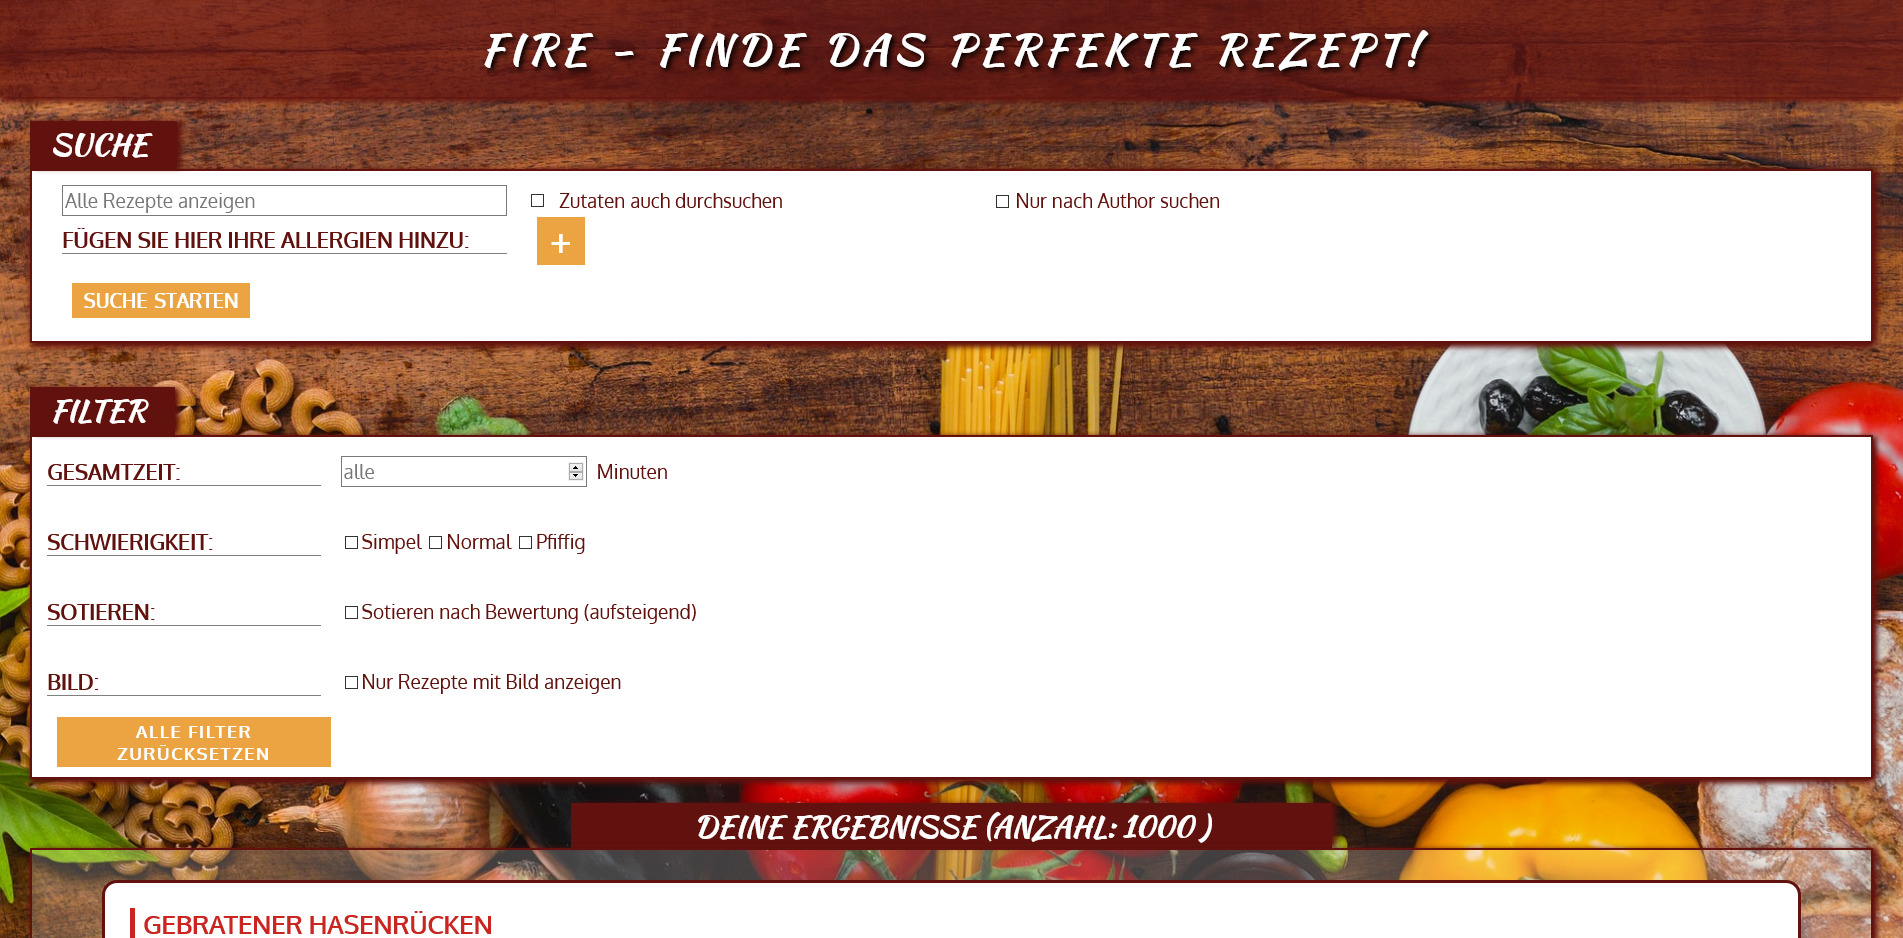 FIRE - FINDE DAS PERFEKTE REZEPT!
SUCHE
Alle Rezepte anzeigen
Zutaten auch durchsuchen
Nur nach Author suchen
FÜGEN SIE HIER IHRE ALLERGIEN HINZU:
+
SUCHE STARTEN
FILTER
GESAMTZEIT:
alle
Minuten
SCHWIERIGKEIT:
Simpel
Normal
Pfiffig
SOTIEREN:
Sotieren nach Bewertung (aufsteigend)
BILD:
Nur Rezepte mit Bild anzeigen
ALLE FILTER
ZURÜCKSETZEN
DEINE ERGEBNISSE (ANZAHL: 1000 )
GEBRATENER HASENRÜCKEN